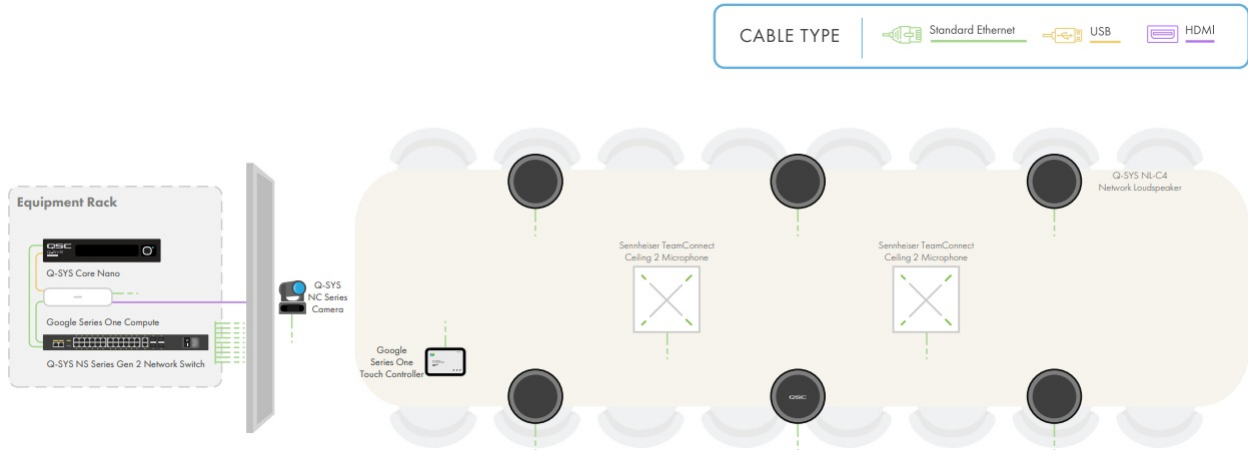 CABLE TYPE
Standard Ethernet
USB
HDMI
Equipment Rack
QSC
Q-SYS Core Nano
Google Series One Compute
Q-SYS NS Series Gen 2 Network Switch
Q-SYS
NC Series
Camera
Google
Series One
Touch Controller
Sennheiser TeamConnect
Ceiling 2 Microphone
Sennheiser TeamConnect
Ceiling 2 Microphone
Q-SYS NL-C4
Network Loudspeaker
QSC